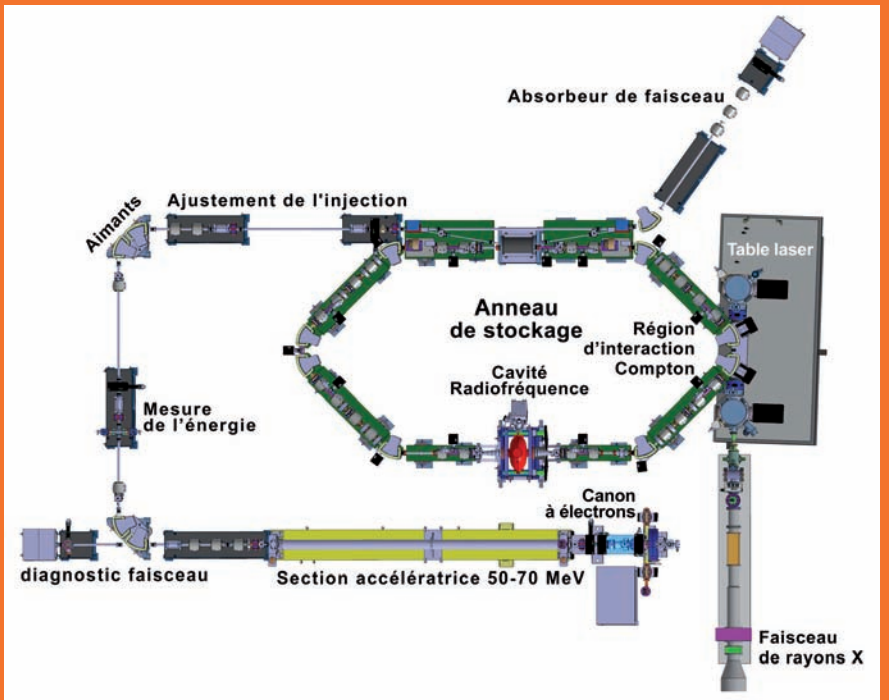 Absorbeur de faisceau
Ajustement de l'injection
Aimants
Table laser
Anneau
de stockage
Région
d'interaction
Compton
Cavité
Radiofréquence
Mesure
de l'énergie
Canon
à électrons
diagnostic faisceau
Section accélératrice 50-70 MeV
Faisceau
de rayons X